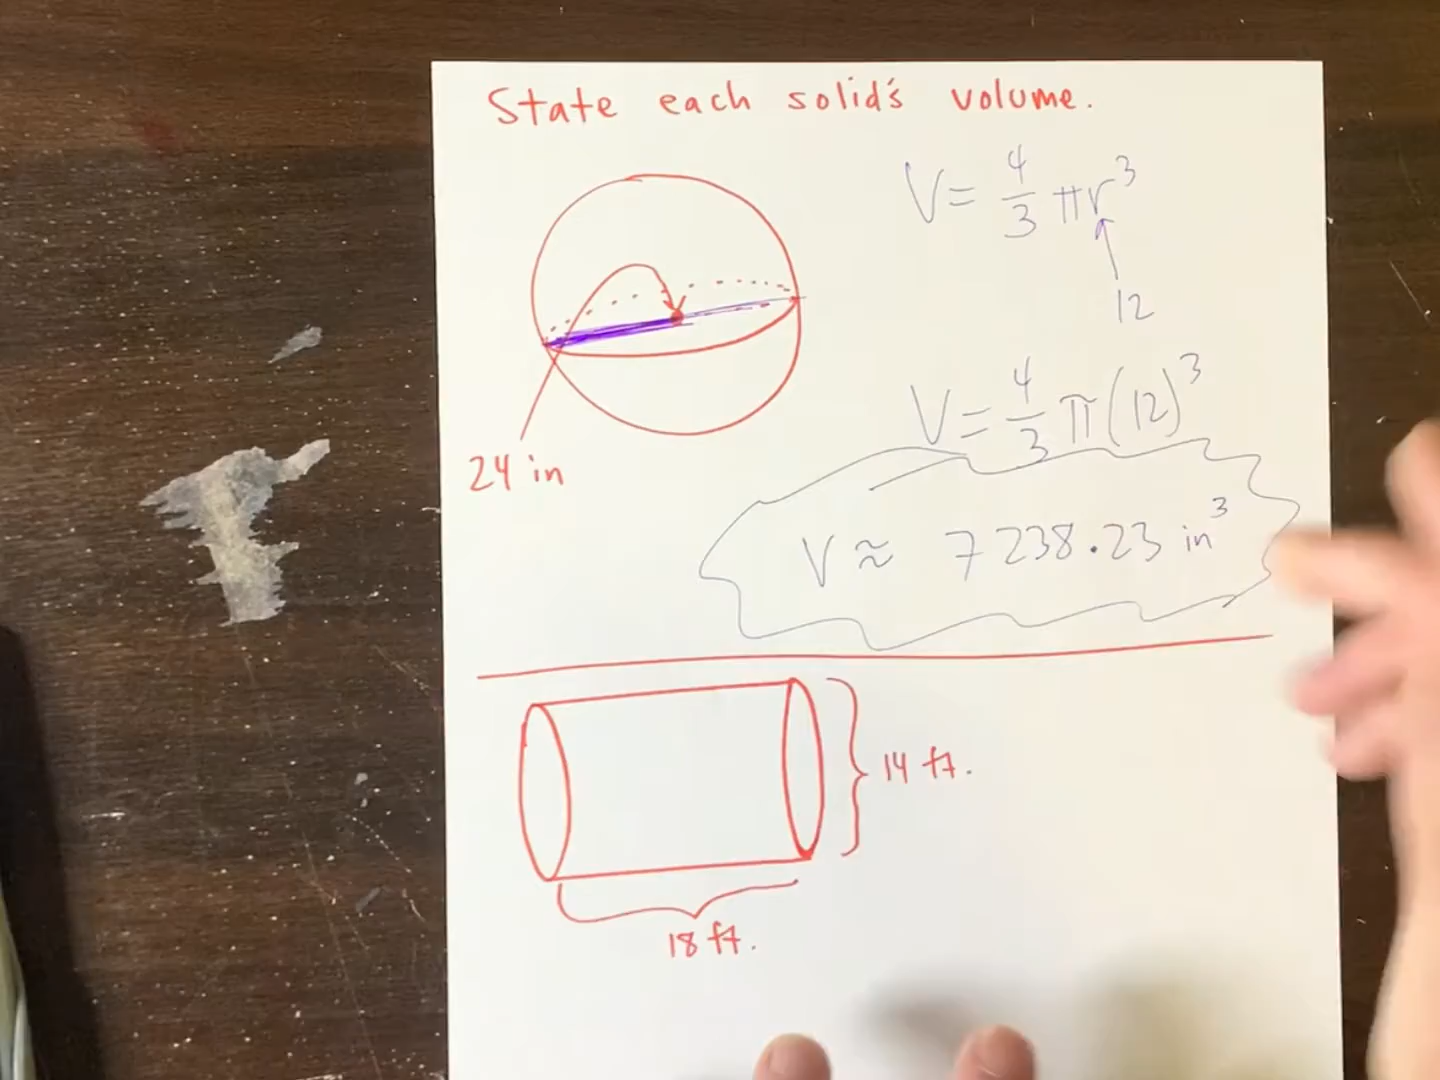 State each solid's volume.
V = 4/3 πr³
12
V = 4/3 π(12)³
24 in
V ≈ 7238.23 in³
14 ft.
18 ft.